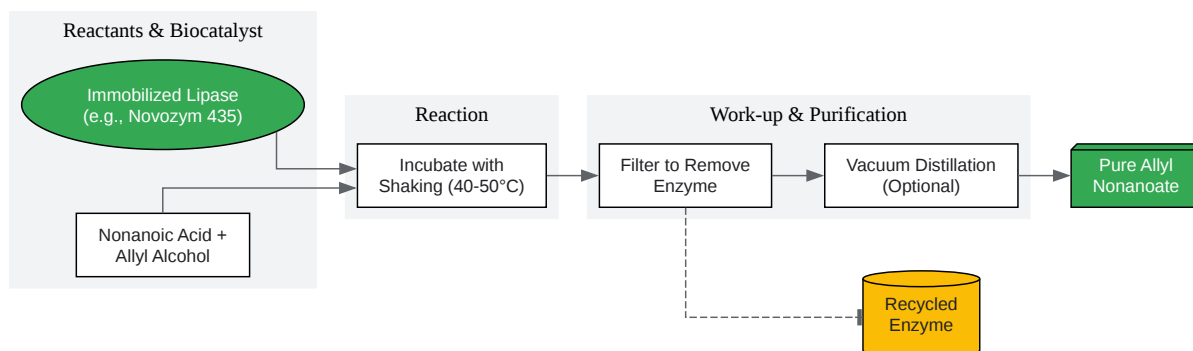 Reactants & Biocatalyst
Immobilized Lipase
(e.g., Novozym 435)
Nonanoic Acid +
Allyl Alcohol
Reaction
Incubate with
Shaking (40-50°C)
Work-up & Purification
Filter to Remove
Enzyme
Vacuum Distillation
(Optional)
Pure Allyl
Nonanoate
Recycled
Enzyme